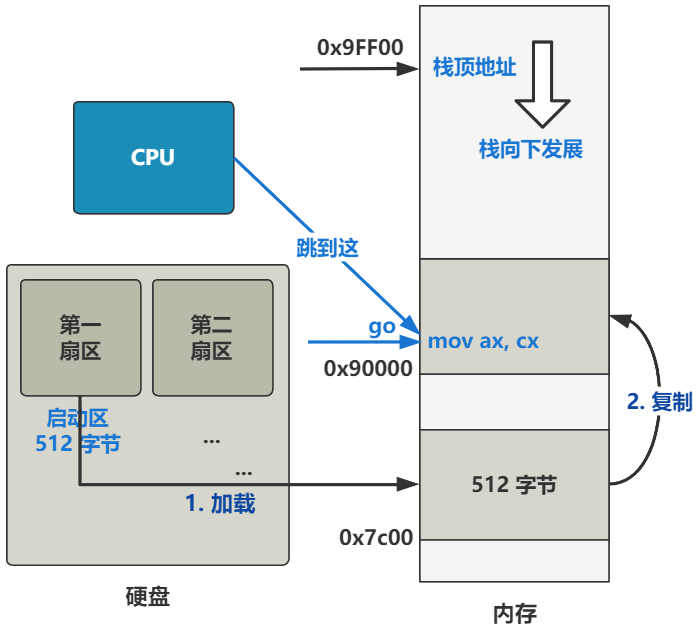 0x9FF00
栈顶地址
栈向下发展
CPU
跳到这
go
mov ax, cx
0x90000
第一
扇区
第二
扇区
启动区
512 字节
...
...
1. 加载
2. 复制
512 字节
0x7c00
硬盘
内存